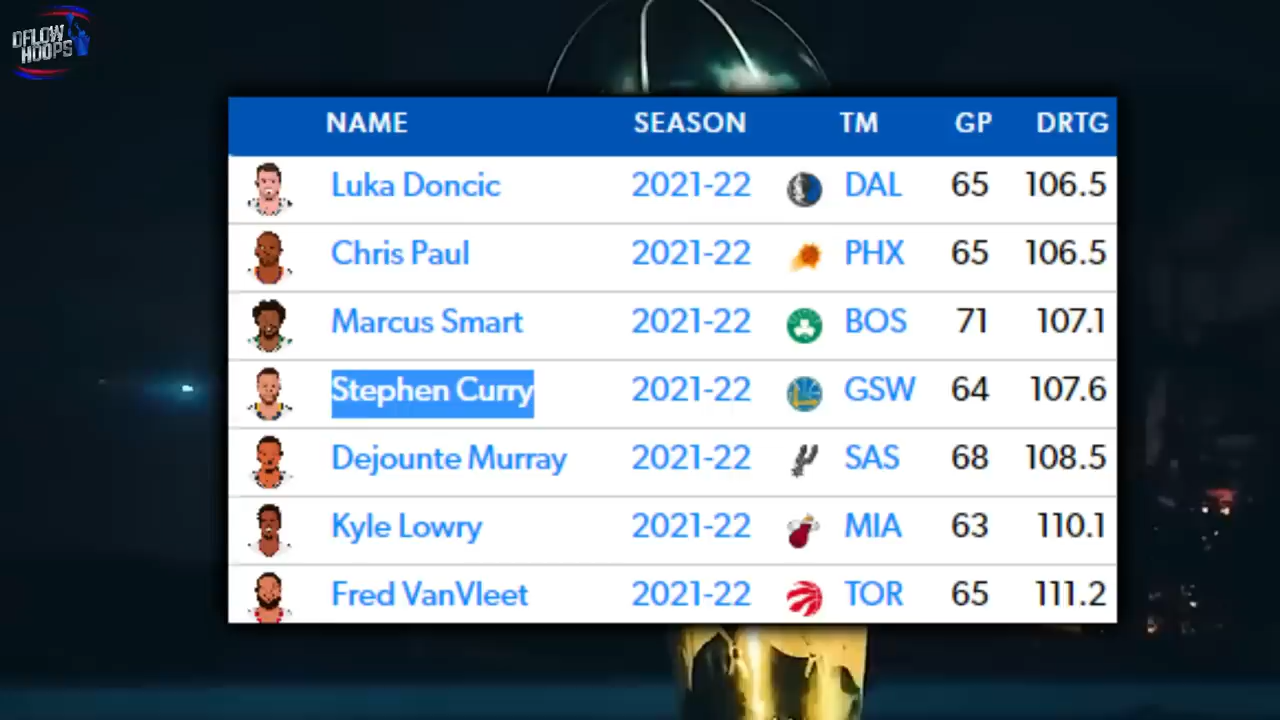 DFLOW
HOOPS
NAME SEASON TM GP DRTG
Luka Doncic 2021-22 DAL 65 106.5
Chris Paul 2021-22 PHX 65 106.5
Marcus Smart 2021-22 BOS 71 107.1
Stephen Curry 2021-22 GSW 64 107.6
Dejounte Murray 2021-22 SAS 68 108.5
Kyle Lowry 2021-22 MIA 63 110.1
Fred VanVleet 2021-22 TOR 65 111.2